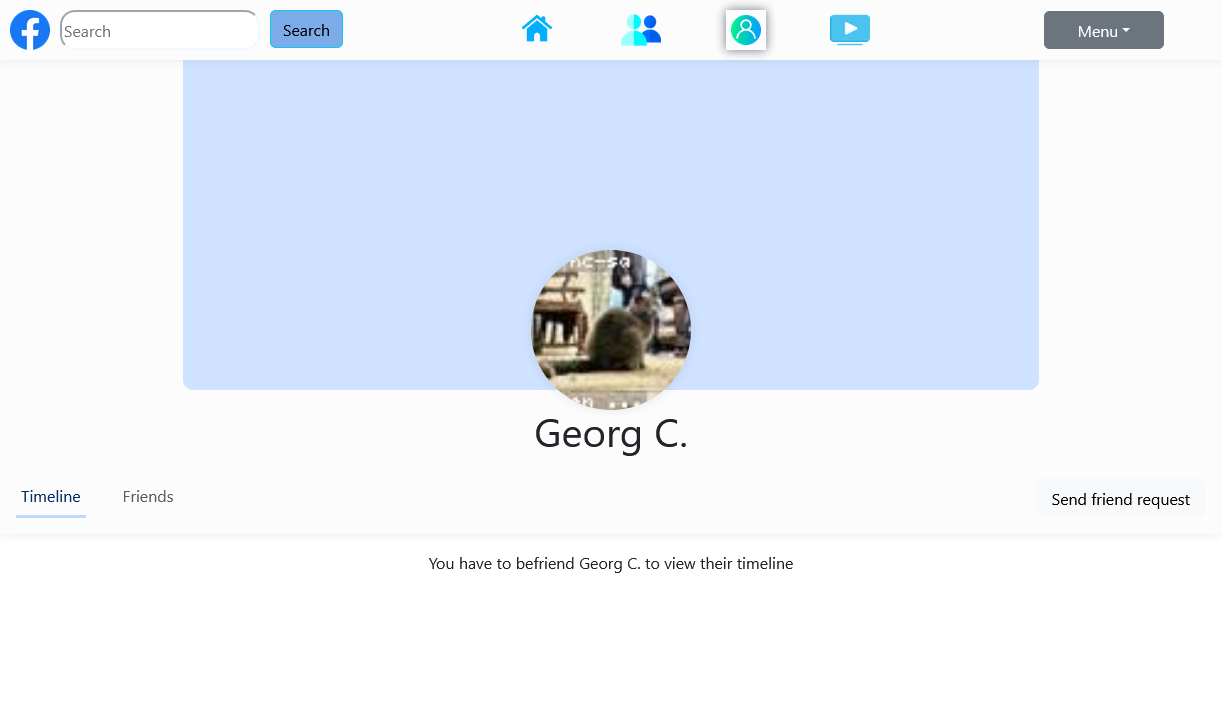 Search
Search
Menu
Georg C.
Timeline
Friends
Send friend request
You have to befriend Georg C. to view their timeline